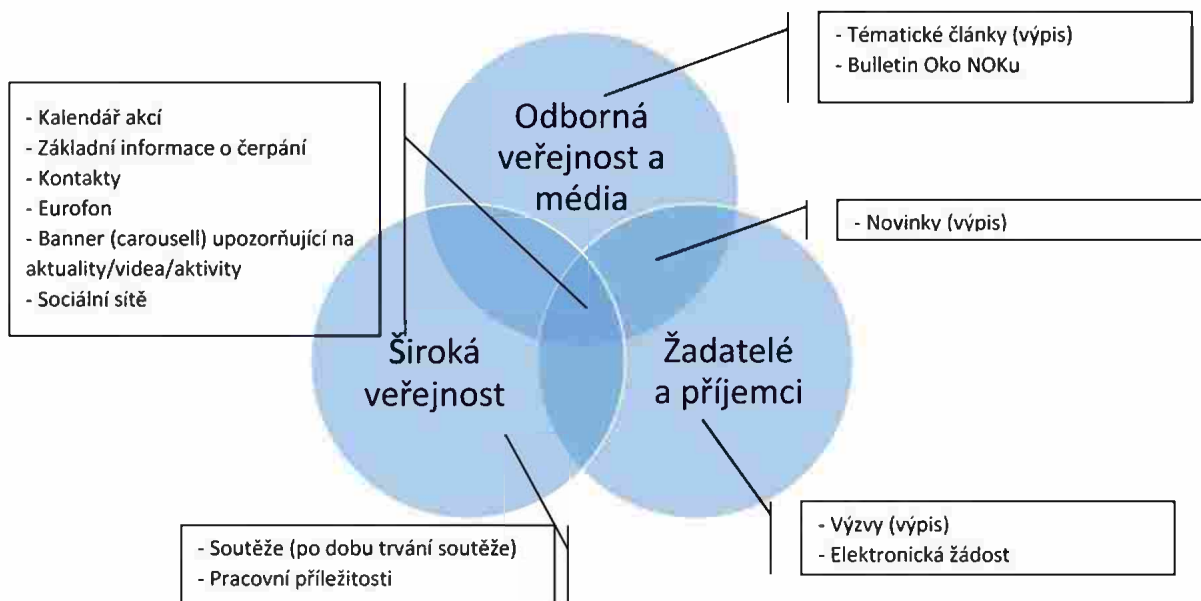 - Tématické články (výpis)
- Bulletin Oko NOKu
- Kalendář akcí
- Základní informace o čerpání
- Kontakty
- Eurofon
- Banner (carousell) upozorňující na
aktuality/videa/aktivity
- Sociální sítě
Odborná
veřejnost a
média
- Novinky (výpis)
Široká
veřejnost
Žadatelé
a příjemci
- Soutěže (po dobu trvání soutěže)
- Pracovní příležitosti
- Výzvy (výpis)
- Elektronická žádost